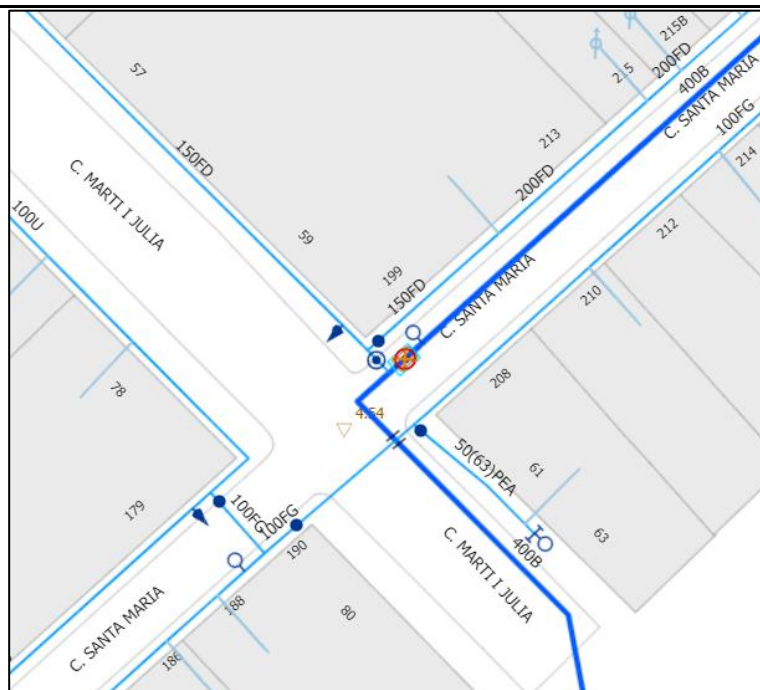 215B
57
215
200FD
400B
C. SANTA MARIA
100FG
213
150FD
214
C. MARTI I JULIA
200FD
100U
59
212
199
150FD
C. SANTA MARIA
210
78
208
4.54
50(63)PEA
61
179
100FG
100FG
63
190
400B
C. MARTI I JULIA
188
80
C. SANTA MARIA
186